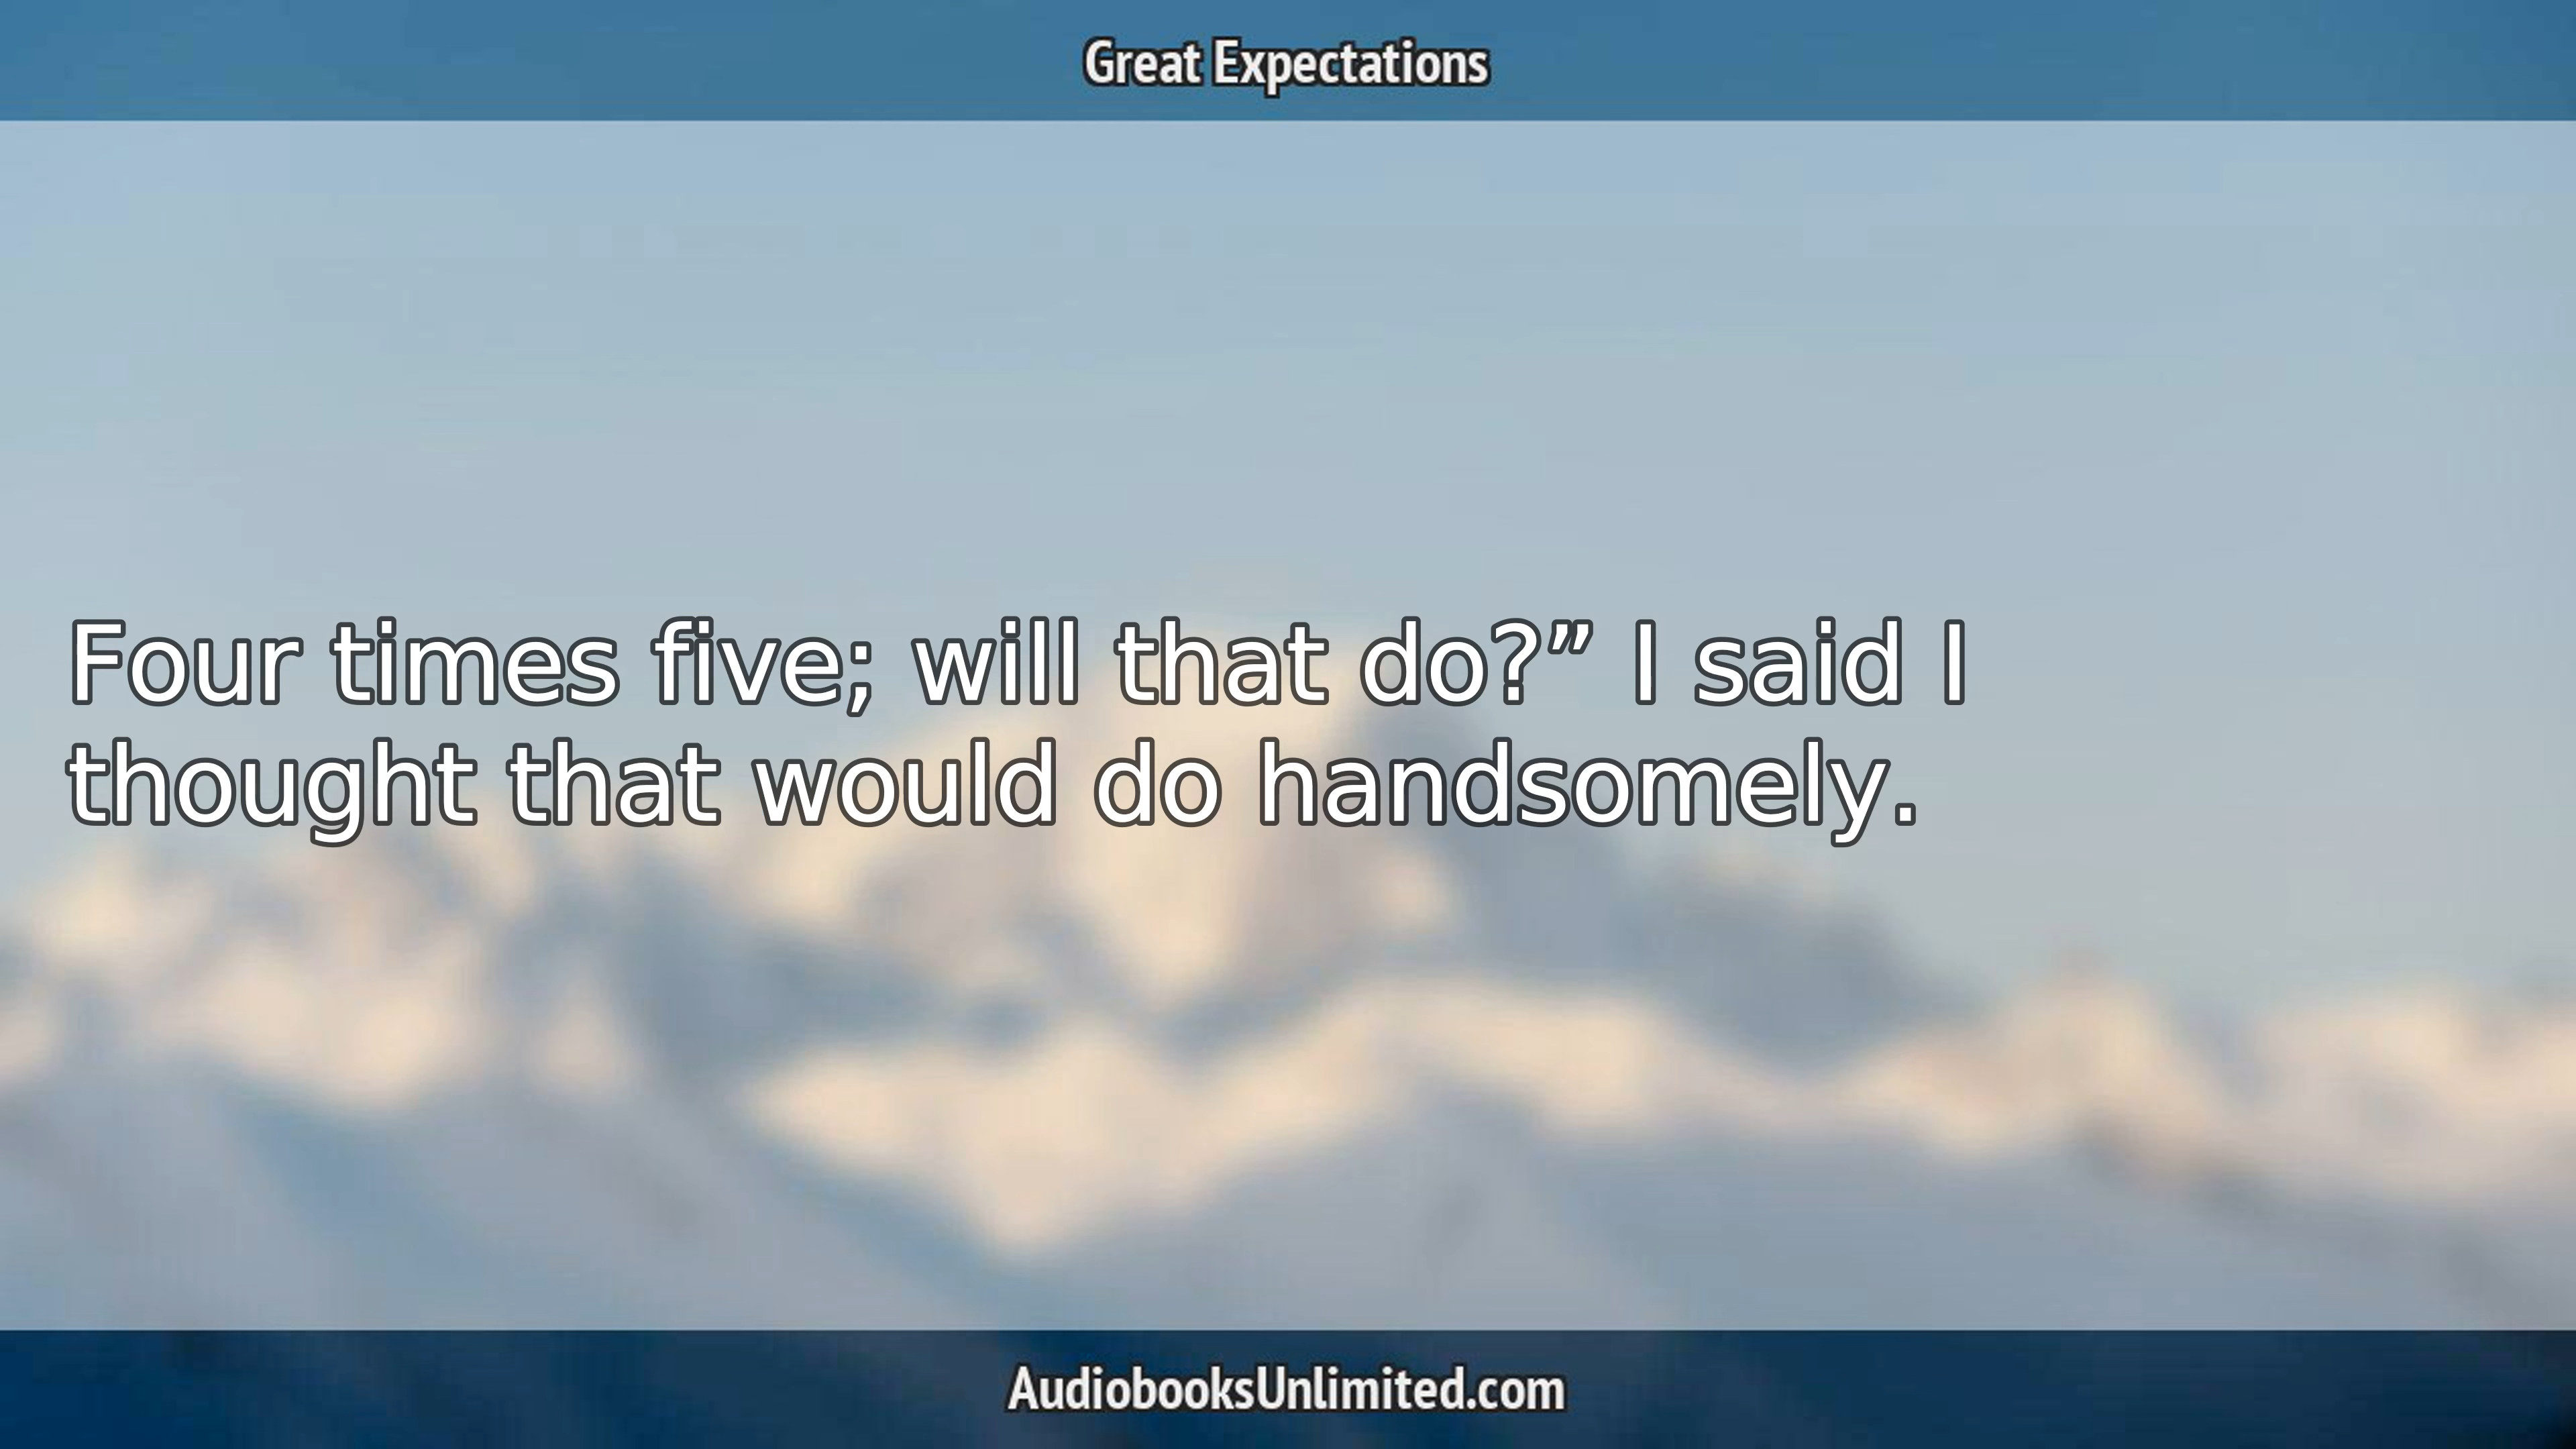 Great Expectations
Four times five; will that do?” I said I
thought that would do handsomely.
AudiobooksUnlimited.com